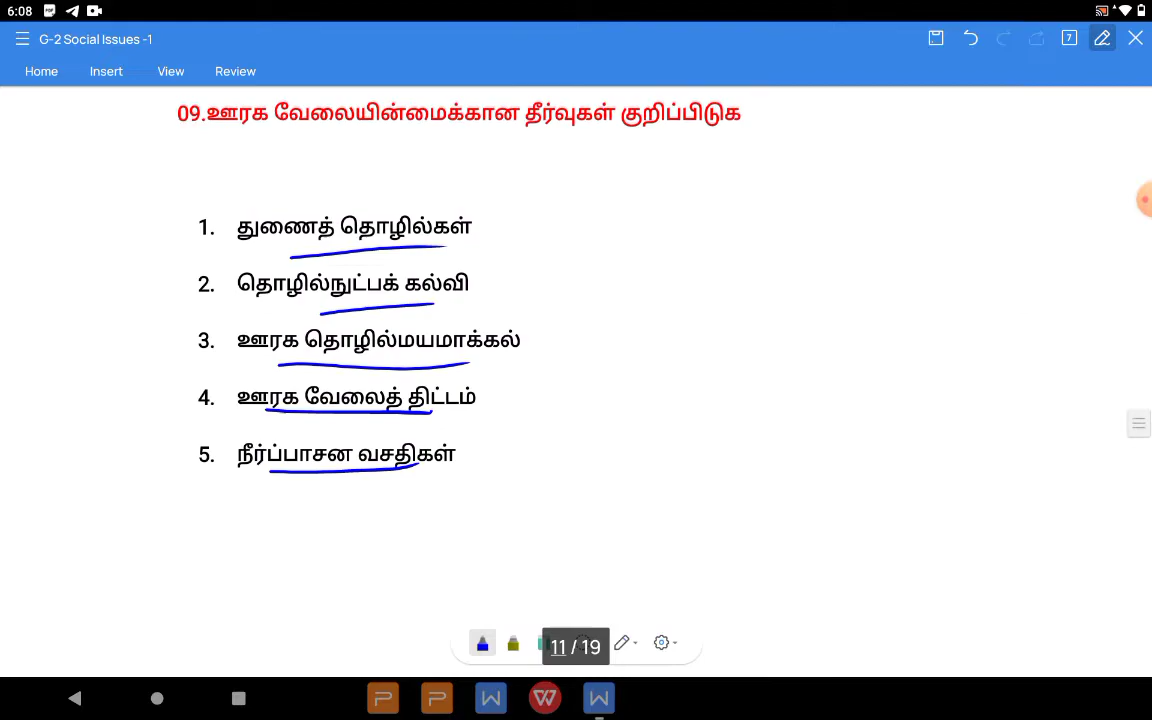 6:08
G-2 Social Issues -1
7
Home Insert View Review
09.ஊரக வேலையின்மைக்கான தீர்வுகள் குறிப்பிடுக
1. துணைத் தொழில்கள்
2. தொழில்நுட்பக் கல்வி
3. ஊரக தொழில்மயமாக்கல்
4. ஊரக வேலைத் திட்டம்
5. நீர்ப்பாசன வசதிகள்
11 / 19